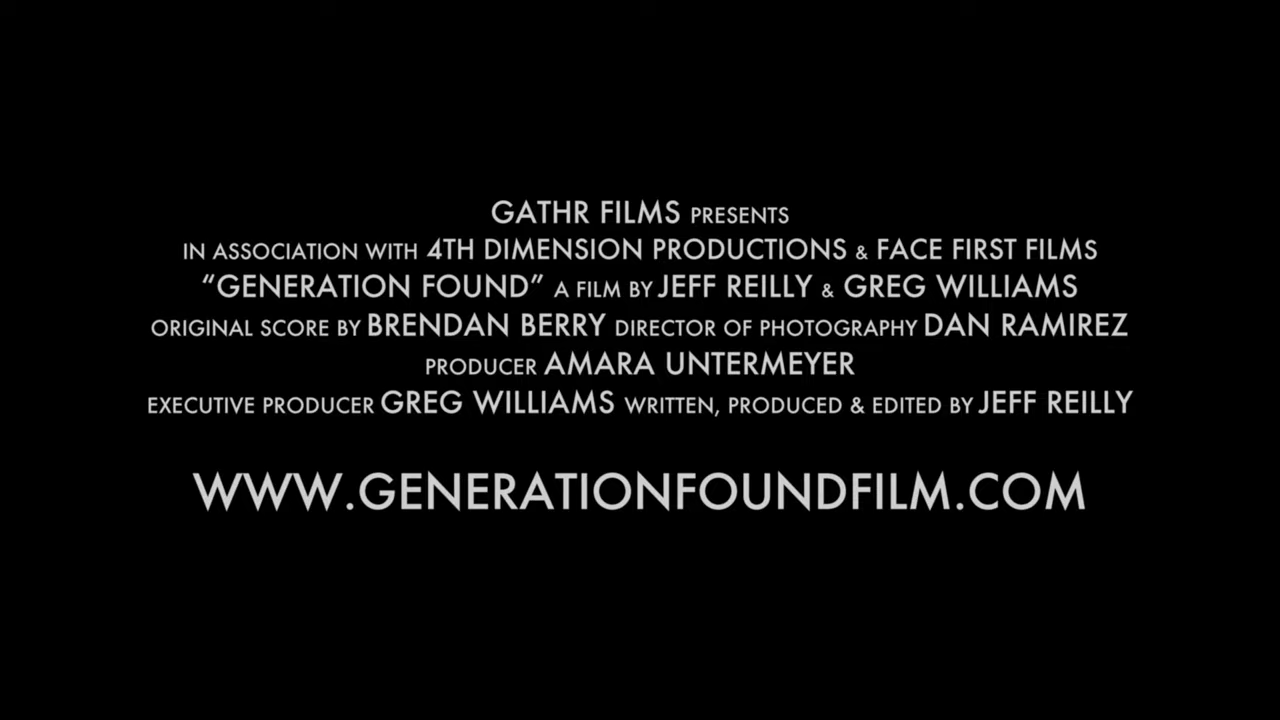 GATHR FILMS PRESENTS
IN ASSOCIATION WITH 4TH DIMENSION PRODUCTIONS & FACE FIRST FILMS
“GENERATION FOUND” A FILM BY JEFF REILLY & GREG WILLIAMS
ORIGINAL SCORE BY BRENDAN BERRY DIRECTOR OF PHOTOGRAPHY DAN RAMIREZ
PRODUCER AMARA UNTERMEYER
EXECUTIVE PRODUCER GREG WILLIAMS WRITTEN, PRODUCED & EDITED BY JEFF REILLY
WWW.GENERATIONFOUNDFILM.COM